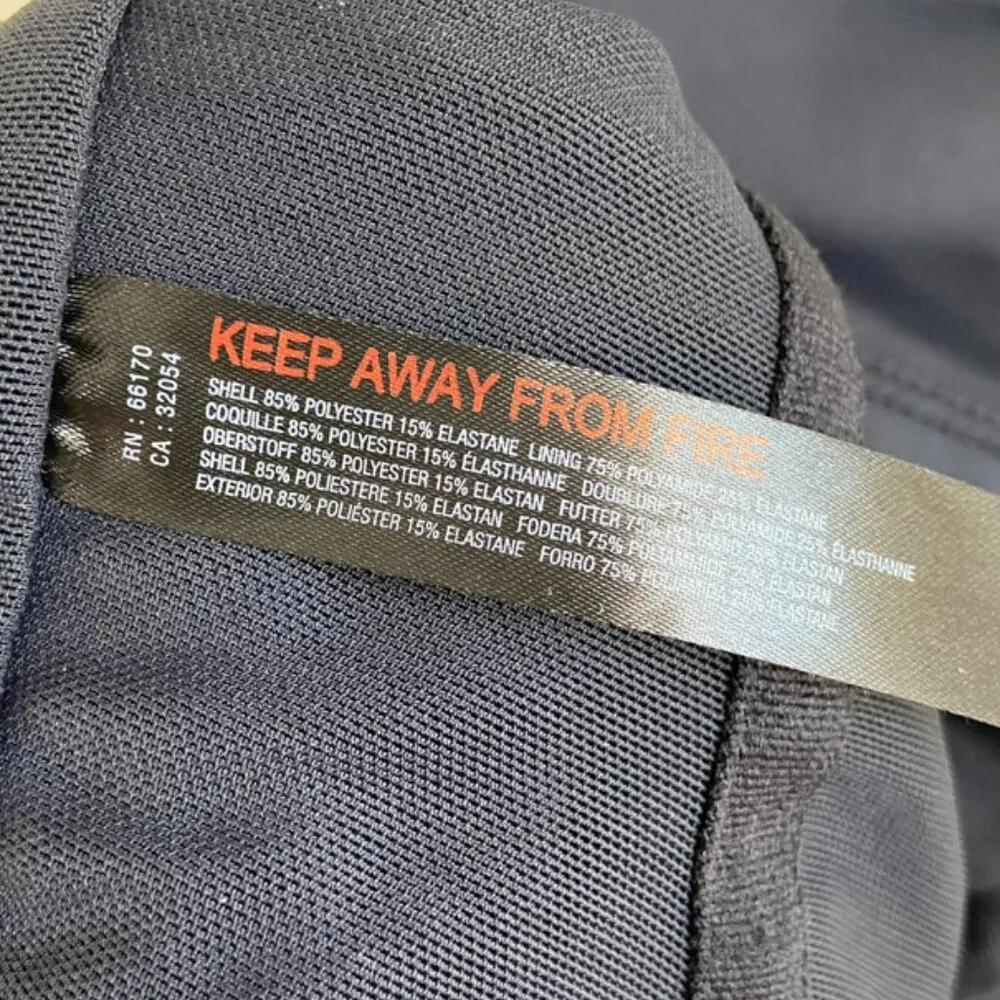 RN : 66170
CA : 32054
KEEP AWAY FROM FIRE
SHELL 85% POLYESTER 15% ELASTANE LINING 75% POLYAMIDE 25% ELASTANE
COQUILLE 85% POLYESTER 15% ÉLASTHANNE DOUBLURE 75% POLYAMIDE 25% ÉLASTHANNE
OBERSTOFF 85% POLYESTER 15% ELASTAN FUTTER 75% POLYAMID 25% ELASTAN
SHELL 85% POLIESTERE 15% ELASTAN FODERA 75% POLIAMMIDE 25% ELASTAN
EXTERIOR 85% POLIÉSTER 15% ELASTANE FORRO 75% POLIAMIDA 25% ELASTANE